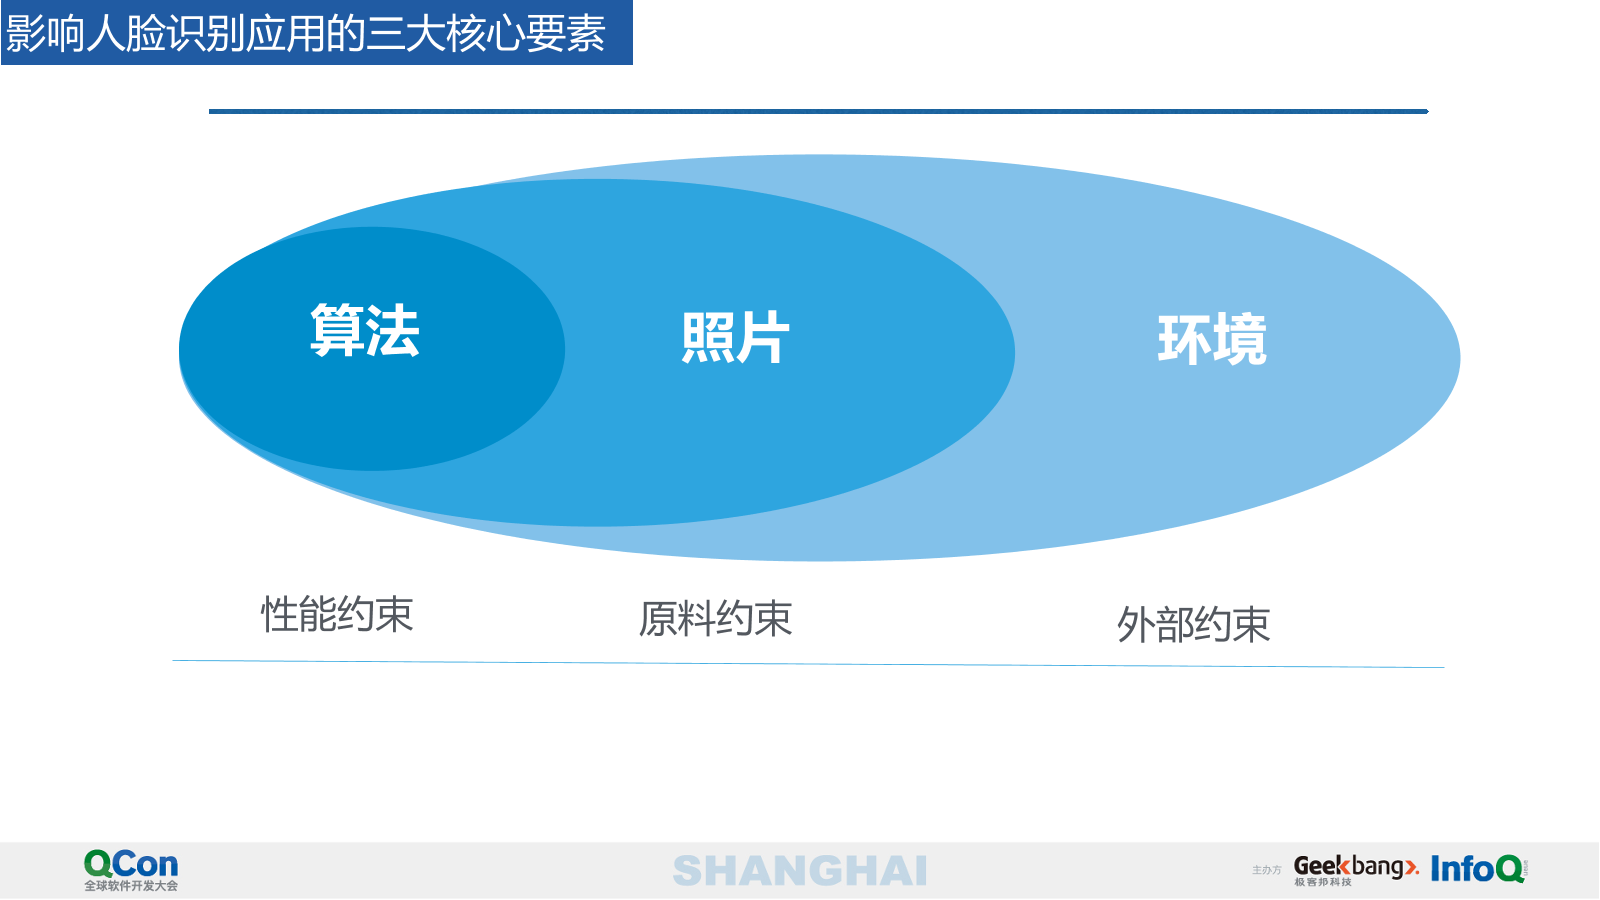 影响人脸识别应用的三大核心要素
算法
照片
环境
性能约束
原料约束
外部约束
QCon
全球软件开发大会
SHANGHAI
主办方
Geekbang>.
极客邦科技
InfoQ